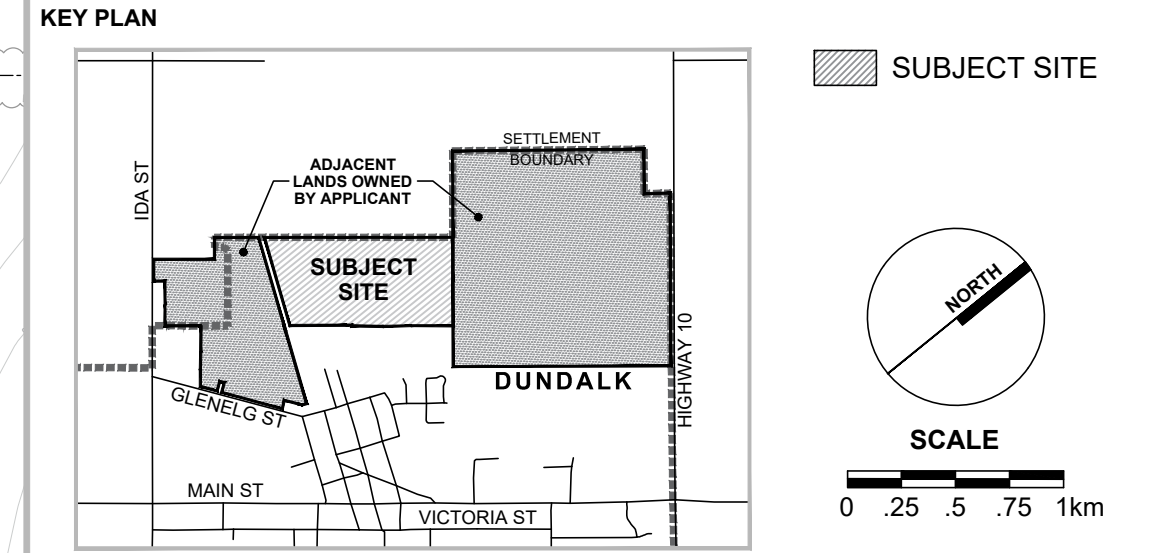 KEY PLAN
SUBJECT SITE
SETTLEMENT
BOUNDARY
ADJACENT
LANDS OWNED
BY APPLICANT
IDA ST
SUBJECT
SITE
NORTH
HIGHWAY 10
DUNDALK
GLENELG ST
SCALE
MAIN ST
VICTORIA ST
0 .25 .5 .75 1km